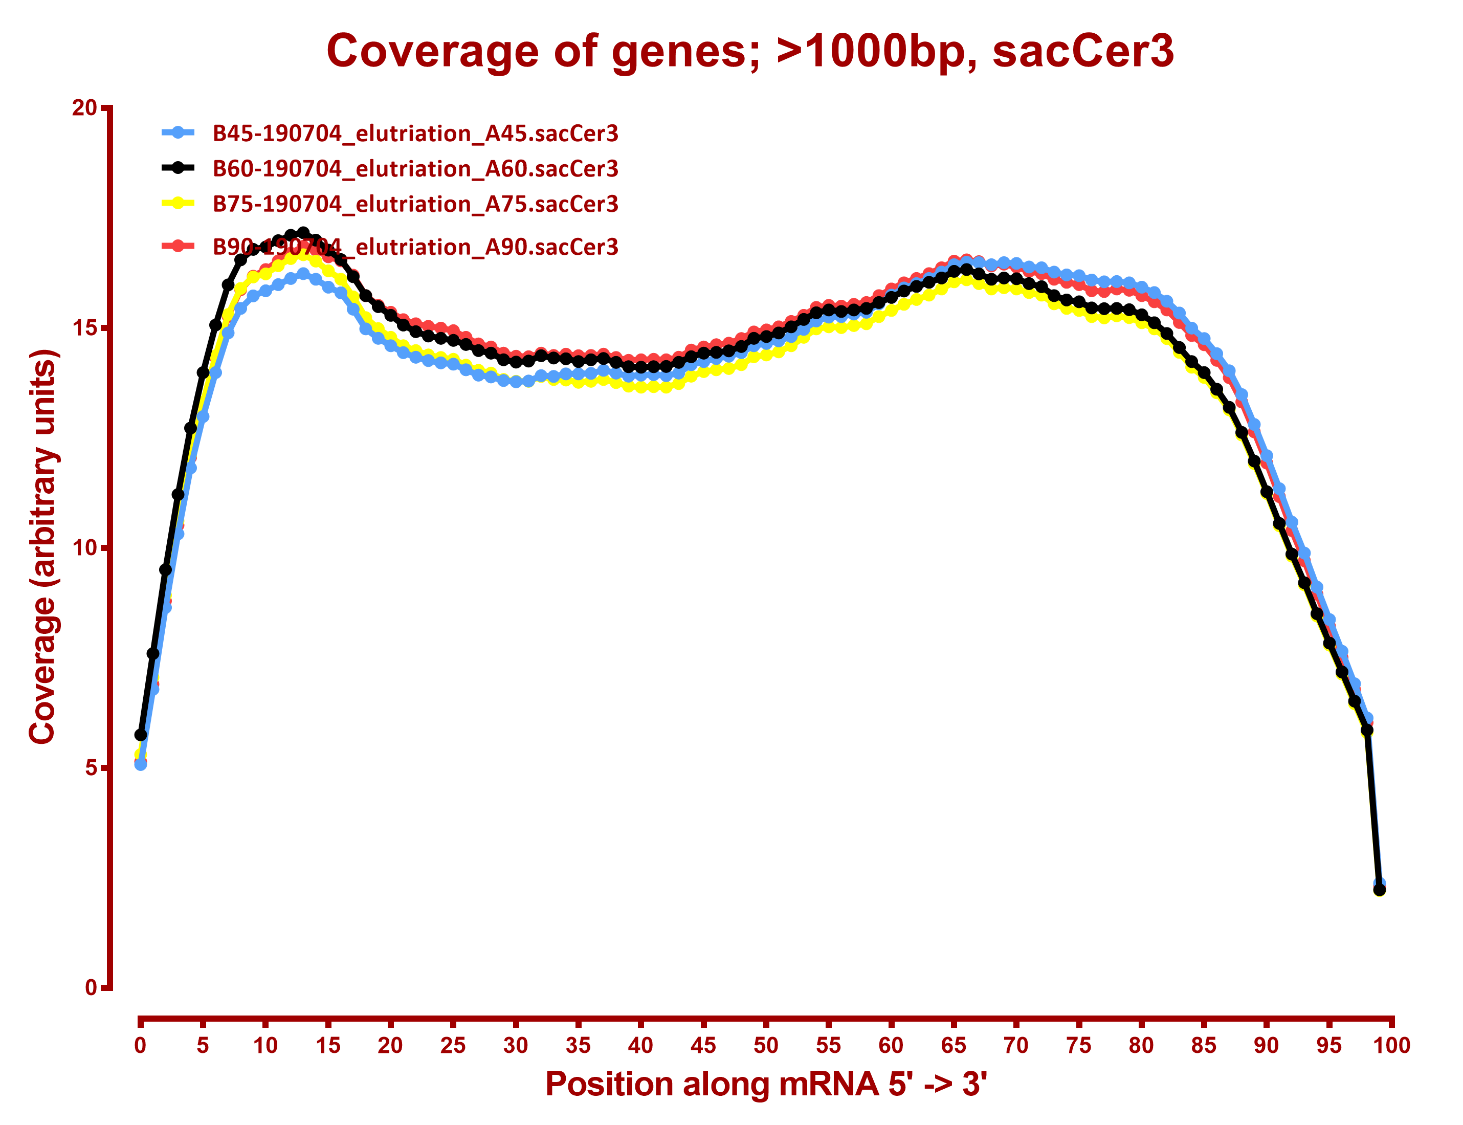 Coverage of genes; >1000bp, sacCer3
20
B45-190704_elutriation_A45.sacCer3
B60-190704_elutriation_A60.sacCer3
B75-190704_elutriation_A75.sacCer3
B90-190704_elutriation_A90.sacCer3
15
10
5
0
Coverage (arbitrary units)
0 5 10 15 20 25 30 35 40 45 50 55 60 65 70 75 80 85 90 95 100
Position along mRNA 5' -> 3'